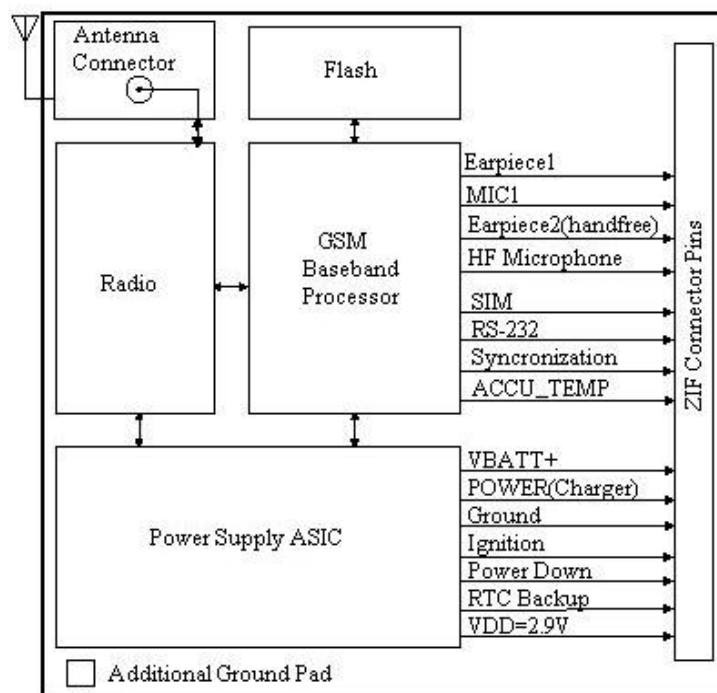 Antenna
Connector
Flash
Radio
GSM
Baseband
Processor
Earpiece1
MIC1
Earpiece2(handfree)
HF Microphone
SIM
RS-232
Syncronization
ACCU_TEMP
ZIF Connector Pins
Power Supply ASIC
VBATT+
POWER(Charger)
Ground
Ignition
Power Down
RTC Backup
VDD=2.9V
Additional Ground Pad